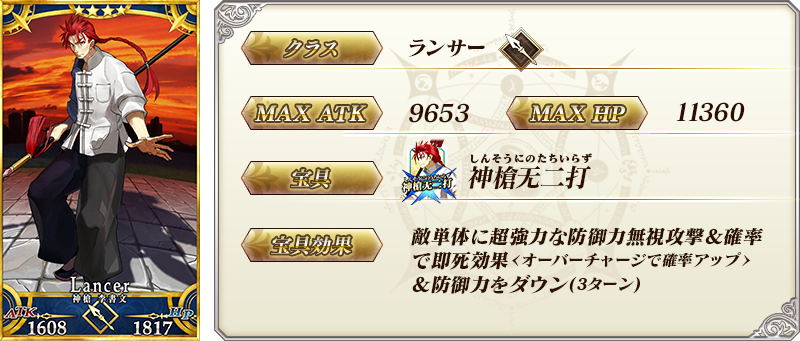 Lancer
神槍 李書文
ATK
HP
1608
1817
クラス
ランサー
MAX ATK
9653
MAX HP
11360
宝具
神槍无二打
しんそうにのたちいらず
神槍无二打
宝具効果
敵単体に超強力な防御力無視攻撃&確率
で即死効果<オーバーチャージで確率アップ>
&防御力をダウン(3ターン)